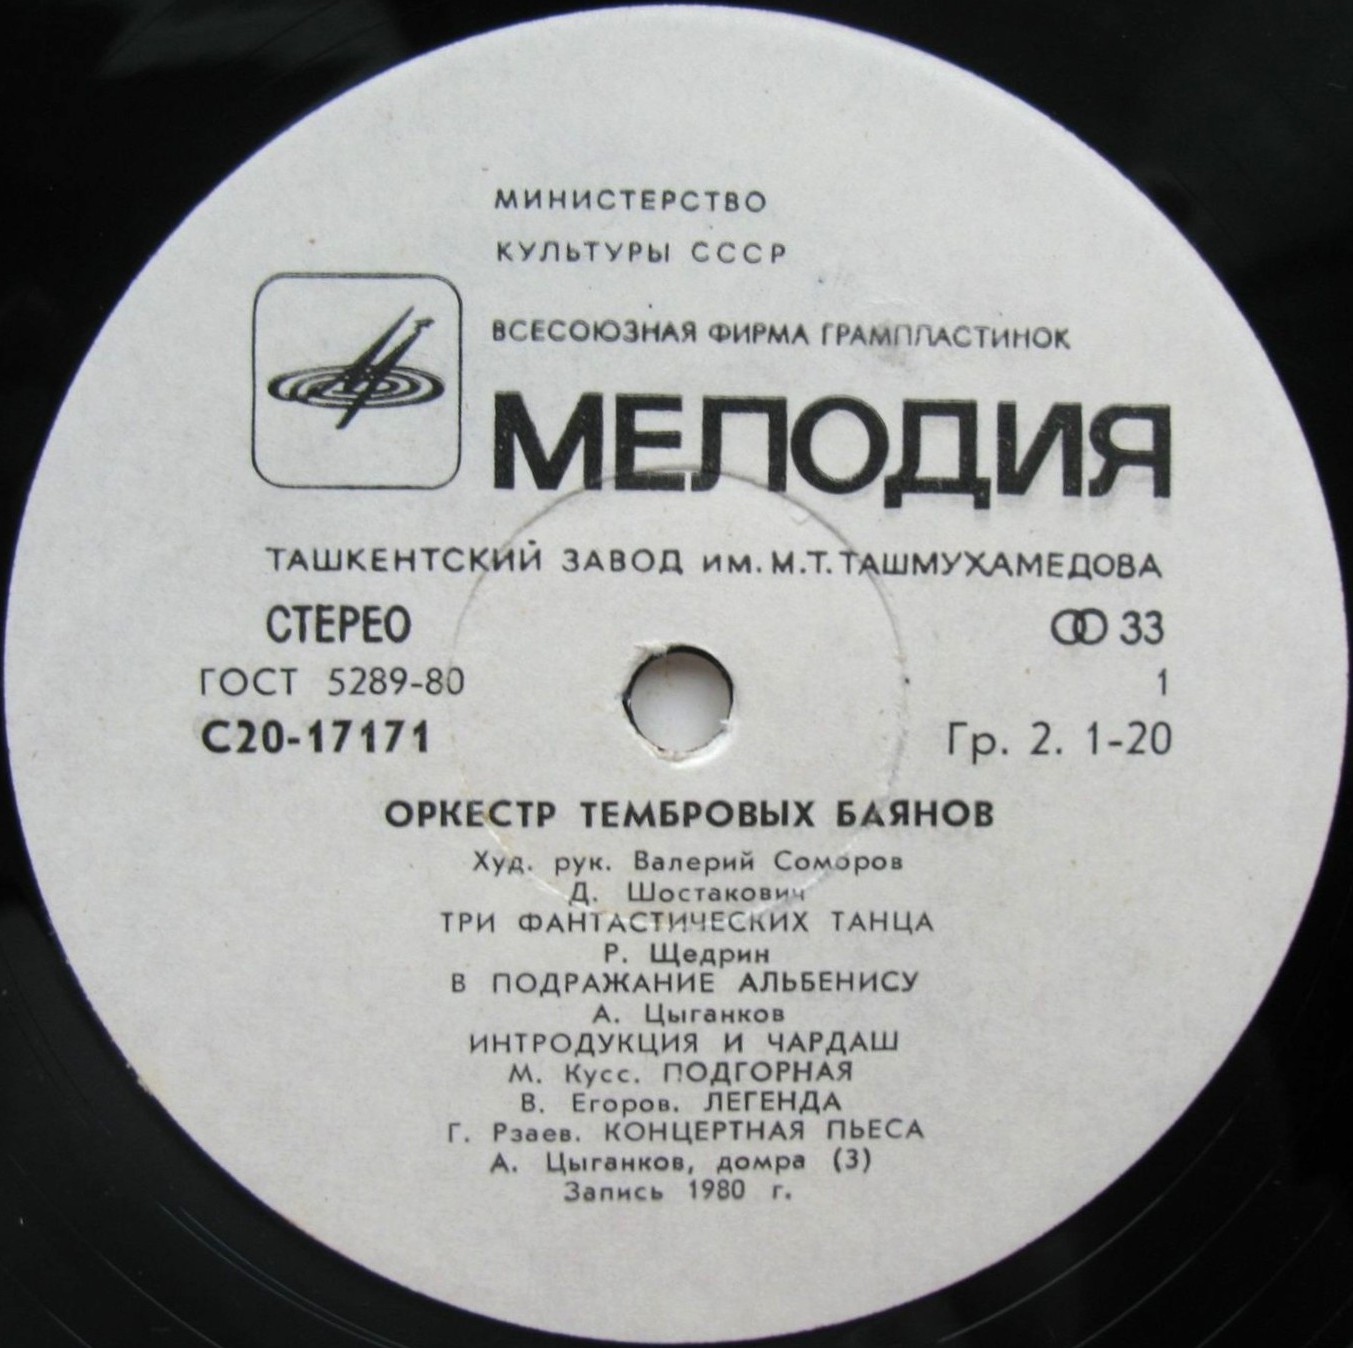 МИНИСТЕРСТВО
КУЛЬТУРЫ СССР
ВСЕСОЮЗНАЯ ФИРМА ГРАМПЛАСТИНОК
МЕЛОДИЯ
ТАШКЕНТСКИЙ ЗАВОД им. М.Т. ТАШМУХАМЕДОВА
СТЕРЕО 33
ГОСТ 5289-80 1
С20-17171 Гр. 2. 1-20
ОРКЕСТР ТЕМБРОВЫХ БАЯНОВ
Худ. рук. Валерий Соморов
Д. Шостакович
ТРИ ФАНТАСТИЧЕСКИХ ТАНЦА
Р. Щедрин
В ПОДРАЖАНИЕ АЛЬБЕНИСУ
А. Цыганков
ИНТРОДУКЦИЯ И ЧАРДАШ
М. Кусс. ПОДГОРНАЯ
В. Егоров. ЛЕГЕНДА
Г. Рзаев. КОНЦЕРТНАЯ ПЬЕСА
А. Цыганков, домра (3)
Запись 1980 г.